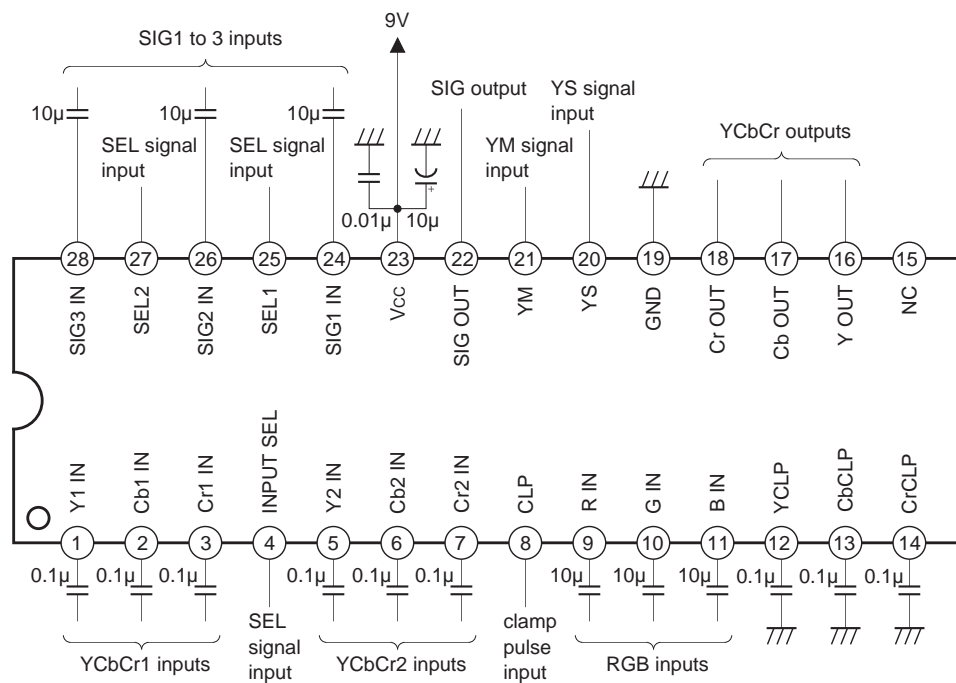 9V
SIG1 to 3 inputs
SIG output
YS signal
input
10μ
10μ
10μ
SEL signal
input
SEL signal
input
YM signal
input
YCbCr outputs
0.01μ
10μ
+
28
27
26
25
24
23
22
21
20
19
18
17
16
15
SIG3 IN
SEL2
SIG2 IN
SEL1
SIG1 IN
Vcc
SIG OUT
YM
YS
GND
Cr OUT
Cb OUT
Y OUT
NC
Y1 IN
Cb1 IN
Cr1 IN
INPUT SEL
Y2 IN
Cb2 IN
Cr2 IN
CLP
R IN
G IN
B IN
YCLP
CbCLP
CrCLP
1
2
3
4
5
6
7
8
9
10
11
12
13
14
0.1μ
0.1μ
0.1μ
0.1μ
0.1μ
0.1μ
10μ
10μ
10μ
0.1μ
0.1μ
0.1μ
YCbCr1 inputs
SEL
signal
input
YCbCr2 inputs
clamp
pulse
input
RGB inputs